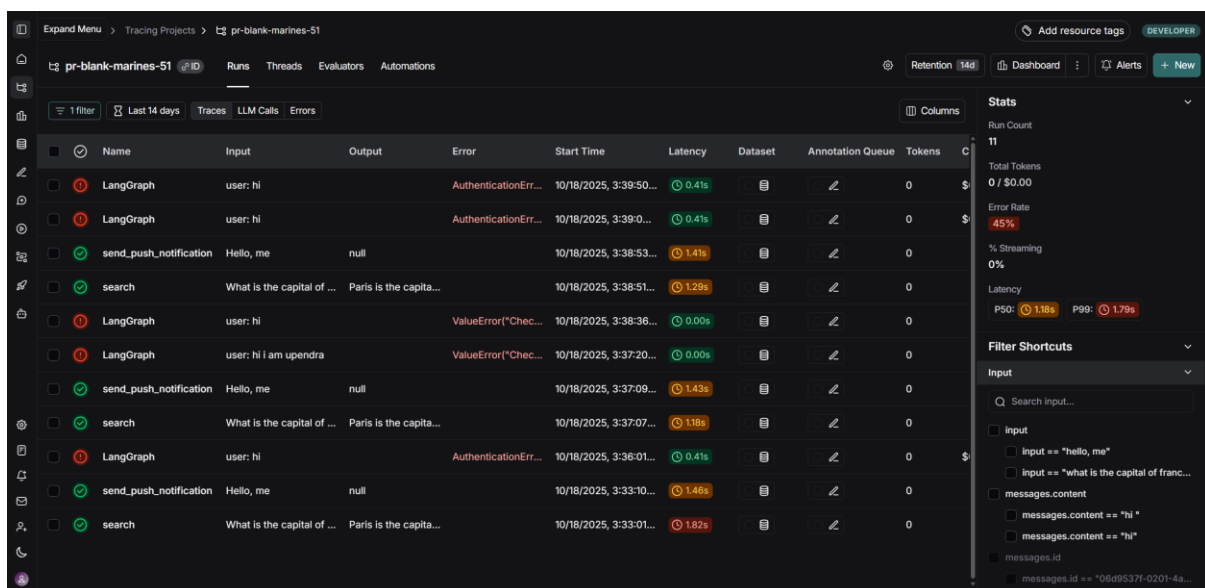 Expand Menu > Tracing Projects > pr-blank-marines-51
Add resource tags DEVELOPER
pr-blank-marines-51 ID Runs Threads Evaluators Automations Retention 14d Dashboard Alerts + New
1 filter Last 14 days Traces LLM Calls Errors Columns
Name Input Output Error Start Time Latency Dataset Annotation Queue Tokens C
LangGraph user: hi AuthenticationErr... 10/18/2025, 3:39:50... 0.41s 0 $
LangGraph user: hi AuthenticationErr... 10/18/2025, 3:39:0... 0.41s 0 $
send_push_notification Hello, me null 10/18/2025, 3:38:53... 1.41s 0
search What is the capital of ... Paris is the capita... 10/18/2025, 3:38:51... 1.29s 0
LangGraph user: hi ValueError("Chec... 10/18/2025, 3:38:36... 0.00s 0
LangGraph user: hi i am upendra ValueError("Chec... 10/18/2025, 3:37:20... 0.00s 0
send_push_notification Hello, me null 10/18/2025, 3:37:09... 1.43s 0
search What is the capital of ... Paris is the capita... 10/18/2025, 3:37:07... 1.18s 0
LangGraph user: hi AuthenticationErr... 10/18/2025, 3:36:01... 0.41s 0 $
send_push_notification Hello, me null 10/18/2025, 3:33:10... 1.46s 0
search What is the capital of ... Paris is the capita... 10/18/2025, 3:33:01... 1.82s 0
Stats
Run Count
11
Total Tokens
0 / $0.00
Error Rate
45%
% Streaming
0%
Latency
P50: 1.18s P99: 1.79s
Filter Shortcuts
Input
Search input...
input
input == "hello, me"
input == "what is the capital of franc...
messages.content
messages.content == "hi "
messages.content == "hi"
messages.id
messages.id == "06d9537f-0201-4a...